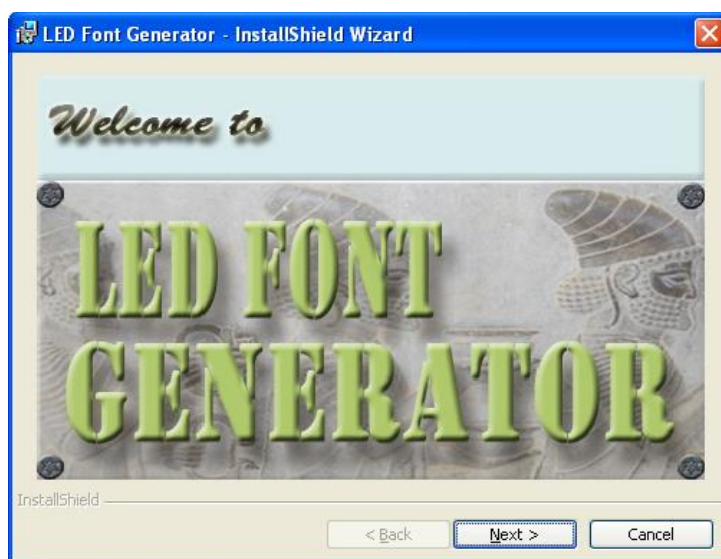 LED Font Generator - InstallShield Wizard
Welcome to
LED FONT
GENERATOR
InstallShield
< Back
Next >
Cancel